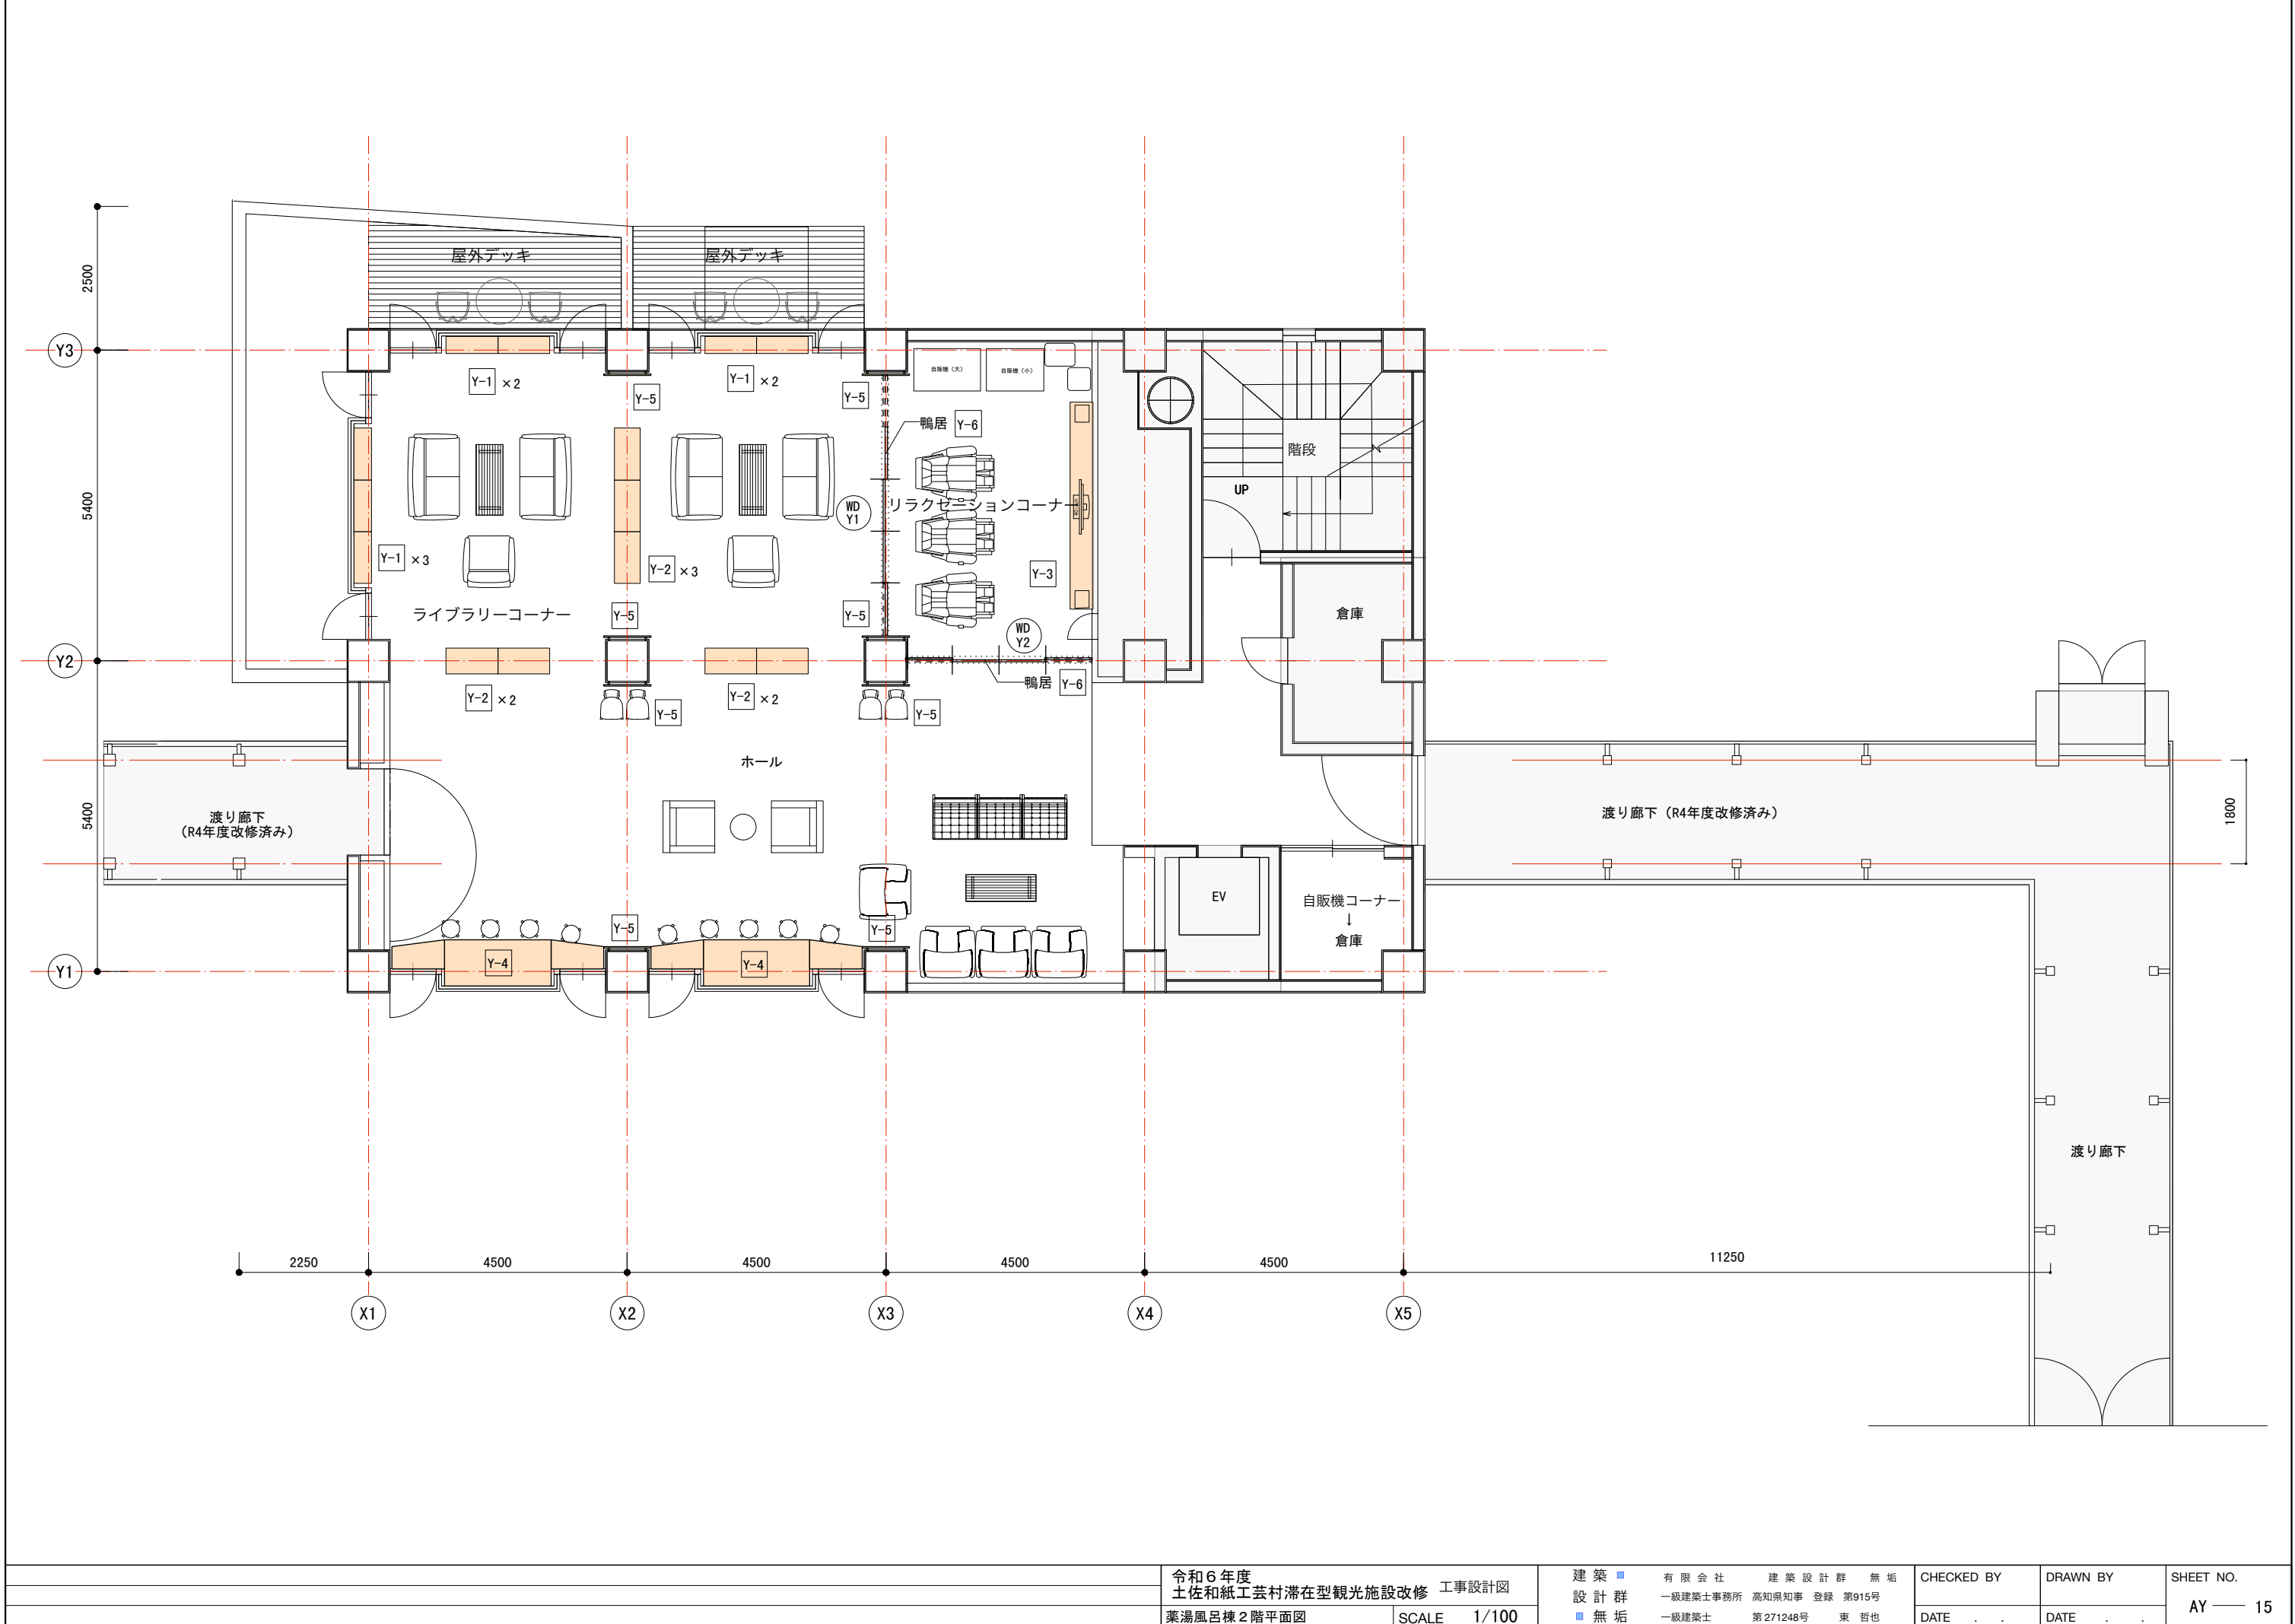 屋外デッキ
屋外デッキ
2500
Y3
自販機（大）
自販機（小）
Y-1 ×2
Y-1 ×2
Y-5
Y-5
鴨居 Y-6
階段
UP
5400
WD
Y1
リラクゼーションコーナー
Y-1 ×3
Y-2 ×3
Y-3
ライブラリーコーナー
Y-5
Y-5
倉庫
WD
Y2
Y2
鴨居 Y-6
Y-2 ×2
Y-2 ×2
Y-5
Y-5
ホール
5400
渡り廊下
（R4年度改修済み）
渡り廊下（R4年度改修済み）
1800
EV
自販機コーナー
↓
倉庫
Y-5
Y-5
Y-4
Y-4
Y1
渡り廊下
2250
4500
4500
4500
4500
11250
X1
X2
X3
X4
X5
令和６年度
土佐和紙工芸村滞在型観光施設改修 工事設計図
薬湯風呂棟２階平面図
SCALE 1/100
建築
設計群
無垢
有限会社 建築設計群 無垢
一級建築士事務所 高知県知事 登録 第915号
一級建築士 第271248号 東 哲也
CHECKED BY
DATE . .
DRAWN BY
DATE . .
SHEET NO.
AY — 15